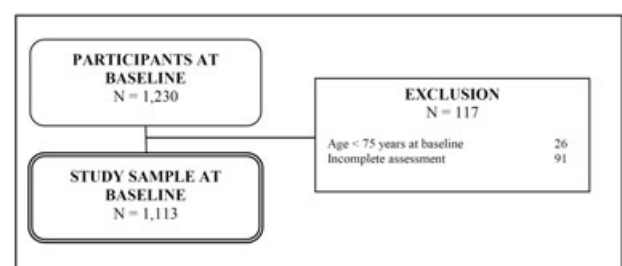 PARTICIPANTS AT
BASELINE
N = 1,230
EXCLUSION
N = 117
Age < 75 years at baseline 26
Incomplete assessment 91
STUDY SAMPLE AT
BASELINE
N = 1,113